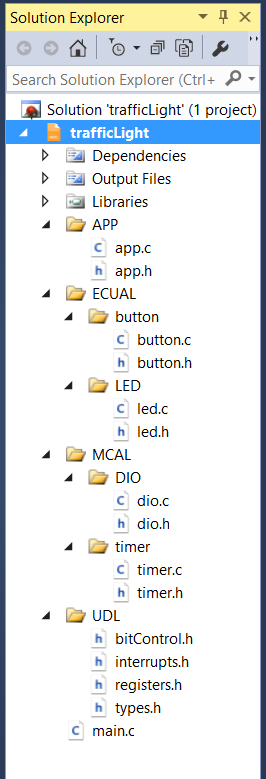 Solution Explorer
Search Solution Explorer (Ctrl+
Solution 'trafficLight' (1 project)
trafficLight
Dependencies
Output Files
Libraries
APP
app.c
app.h
ECUAL
button
button.c
button.h
LED
led.c
led.h
MCAL
DIO
dio.c
dio.h
timer
timer.c
timer.h
UDL
bitControl.h
interrupts.h
registers.h
types.h
main.c